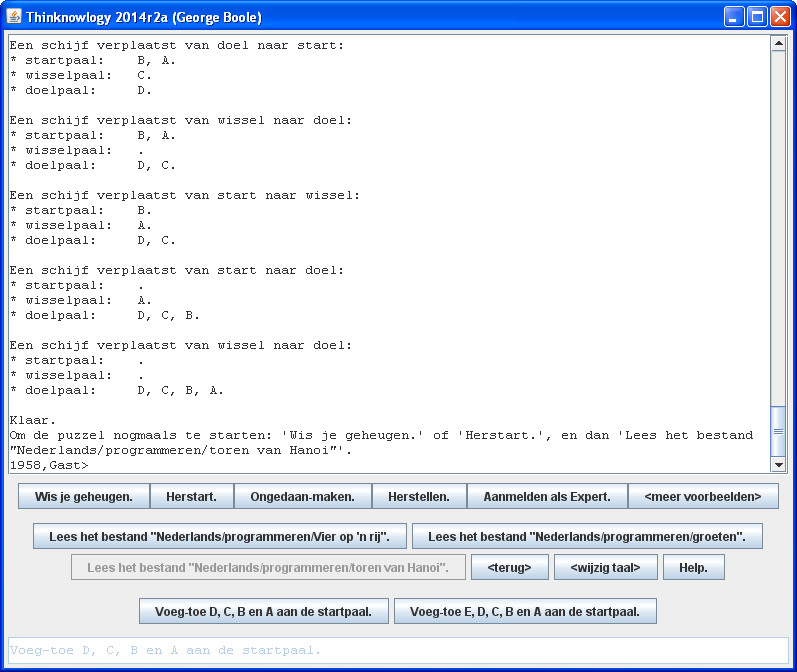 Thinknowlogy 2014r2a (George Boole)
Een schijf verplaatst van doel naar start:
* startpaal:    B, A.
* wisselpaal:   C.
* doelpaal:     D.
Een schijf verplaatst van wissel naar doel:
* startpaal:    B, A.
* wisselpaal:   .
* doelpaal:     D, C.
Een schijf verplaatst van start naar wissel:
* startpaal:    B.
* wisselpaal:   A.
* doelpaal:     D, C.
Een schijf verplaatst van start naar doel:
* startpaal:    .
* wisselpaal:   A.
* doelpaal:     D, C, B.
Een schijf verplaatst van wissel naar doel:
* startpaal:    .
* wisselpaal:   .
* doelpaal:     D, C, B, A.
Klaar.
Om de puzzel nogmaals te starten: 'Wis je geheugen.' of 'Herstart.', en dan 'Lees het bestand
"Nederlands/programmeren/toren van Hanoi"'.
1958,Gast>
Wis je geheugen. Herstart. Ongedaan-maken. Herstellen. Aanmelden als Expert. <meer voorbeelden>
Lees het bestand "Nederlands/programmeren/Vier op 'n rij". Lees het bestand "Nederlands/programmeren/groeten".
Lees het bestand "Nederlands/programmeren/toren van Hanoi". <terug> <wijzig taal> Help.
Voeg-toe D, C, B en A aan de startpaal. Voeg-toe E, D, C, B en A aan de startpaal.
Voeg-toe D, C, B en A aan de startpaal.